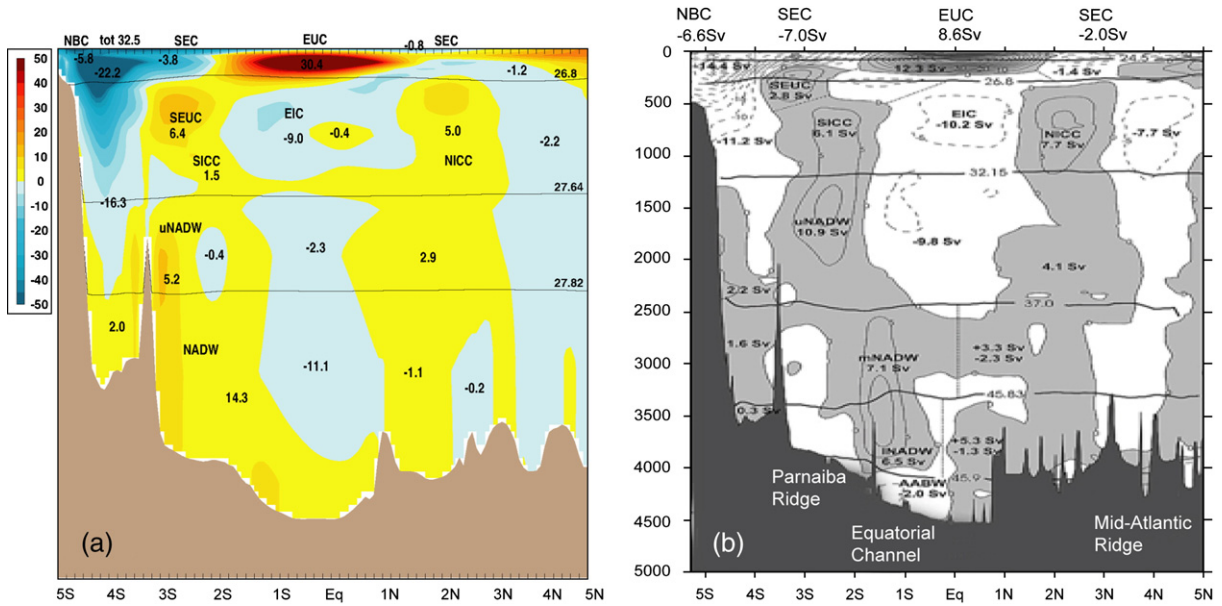 NBC tot 32.5 SEC EUC SEC
-0.8
-5.8 -3.8 30.4
-22.2 -1.2 26.8
SEUC EIC
6.4 -9.0 -0.4 5.0 -2.2
SICC NICC
1.5
-16.3 27.64
uNADW
-0.4 -2.3 2.9
5.2 27.82
2.0
NADW
-11.1 -1.1 -0.2
14.3
(a)
50
40
30
20
10
0
-10
-20
-30
-40
-50
5S 4S 3S 2S 1S Eq 1N 2N 3N 4N 5N
NBC SEC EUC SEC
-6.6Sv -7.0Sv 8.6Sv -2.0Sv
0
500
1000
1500
2000
2500
3000
3500
4000
4500
5000
-14.4 Sv 12.3 Sv -1.4 Sv 24.5
SEUC 26.8
2.8 Sv
SICC EIC NICC
6.1 Sv -10.2 Sv 7.7 Sv -7.7 Sv
-11.2 Sv
32.15
uNADW
10.9 Sv
-9.8 Sv
4.1 Sv
2.2 Sv 37.0
1.6 Sv mNADW +3.3 Sv
7.1 Sv -2.3 Sv
0.3 Sv 45.83
lNADW +5.3 Sv
6.5 Sv -1.3 Sv
AABW 45.9
-2.0 Sv
Parnaiba
Ridge
Equatorial
Channel
Mid-Atlantic
Ridge
(b)
5S 4S 3S 2S 1S Eq 1N 2N 3N 4N 5N